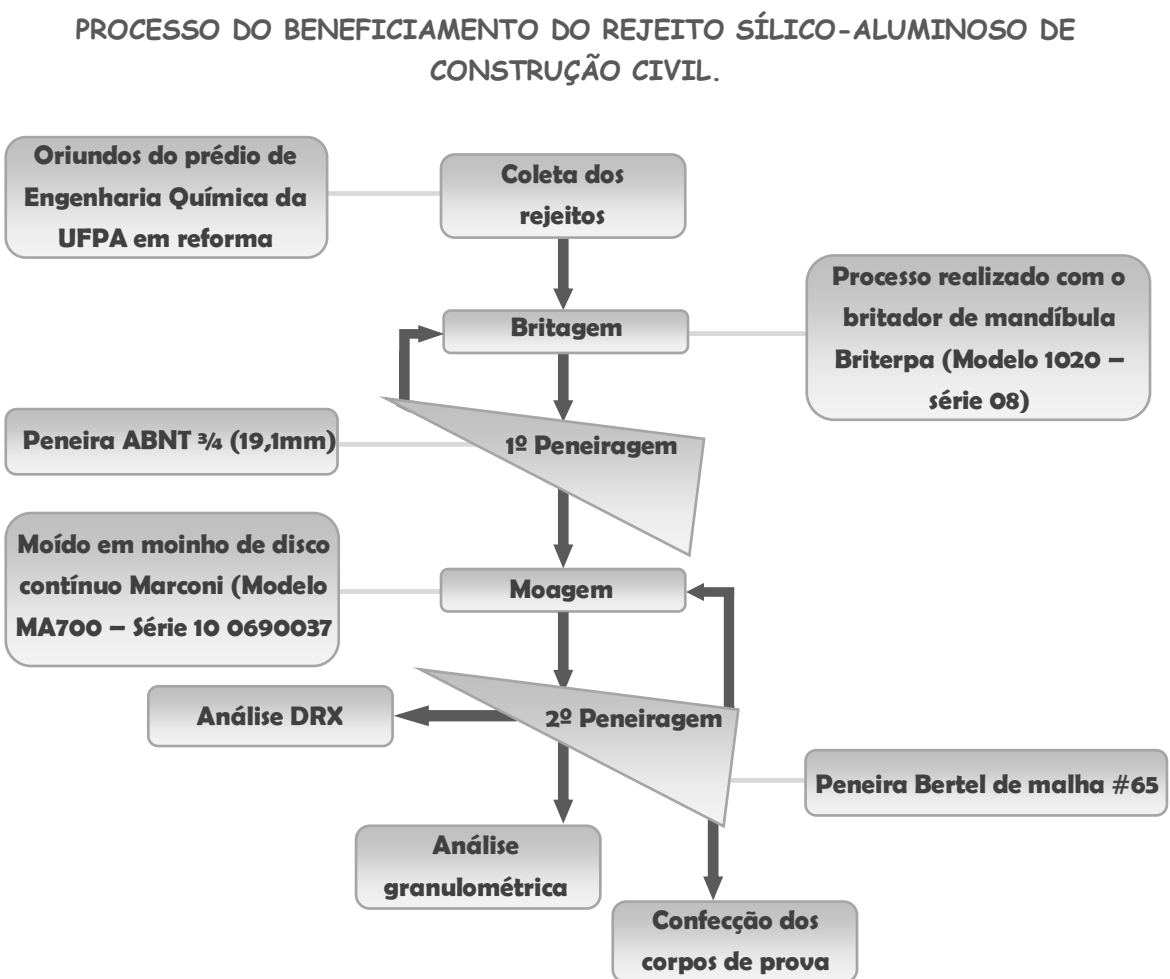 PROCESSO DO BENEFICIAMENTO DO REJEITO SÍLICO-ALUMINOSO DE
CONSTRUÇÃO CIVIL.
Oriundos do prédio de
Engenharia Química da
UFPA em reforma
Coleta dos
rejeitos
Processo realizado com o
britador de mandíbula
Briterpa (Modelo 1020 –
série 08)
Britagem
Peneira ABNT ¾ (19,1mm)
1º Peneiragem
Moído em moinho de disco
contínuo Marconi (Modelo
MA700 – Série 10 0690037
Moagem
Análise DRX
2º Peneiragem
Peneira Bertel de malha #65
Análise
granulométrica
Confecção dos
corpos de prova